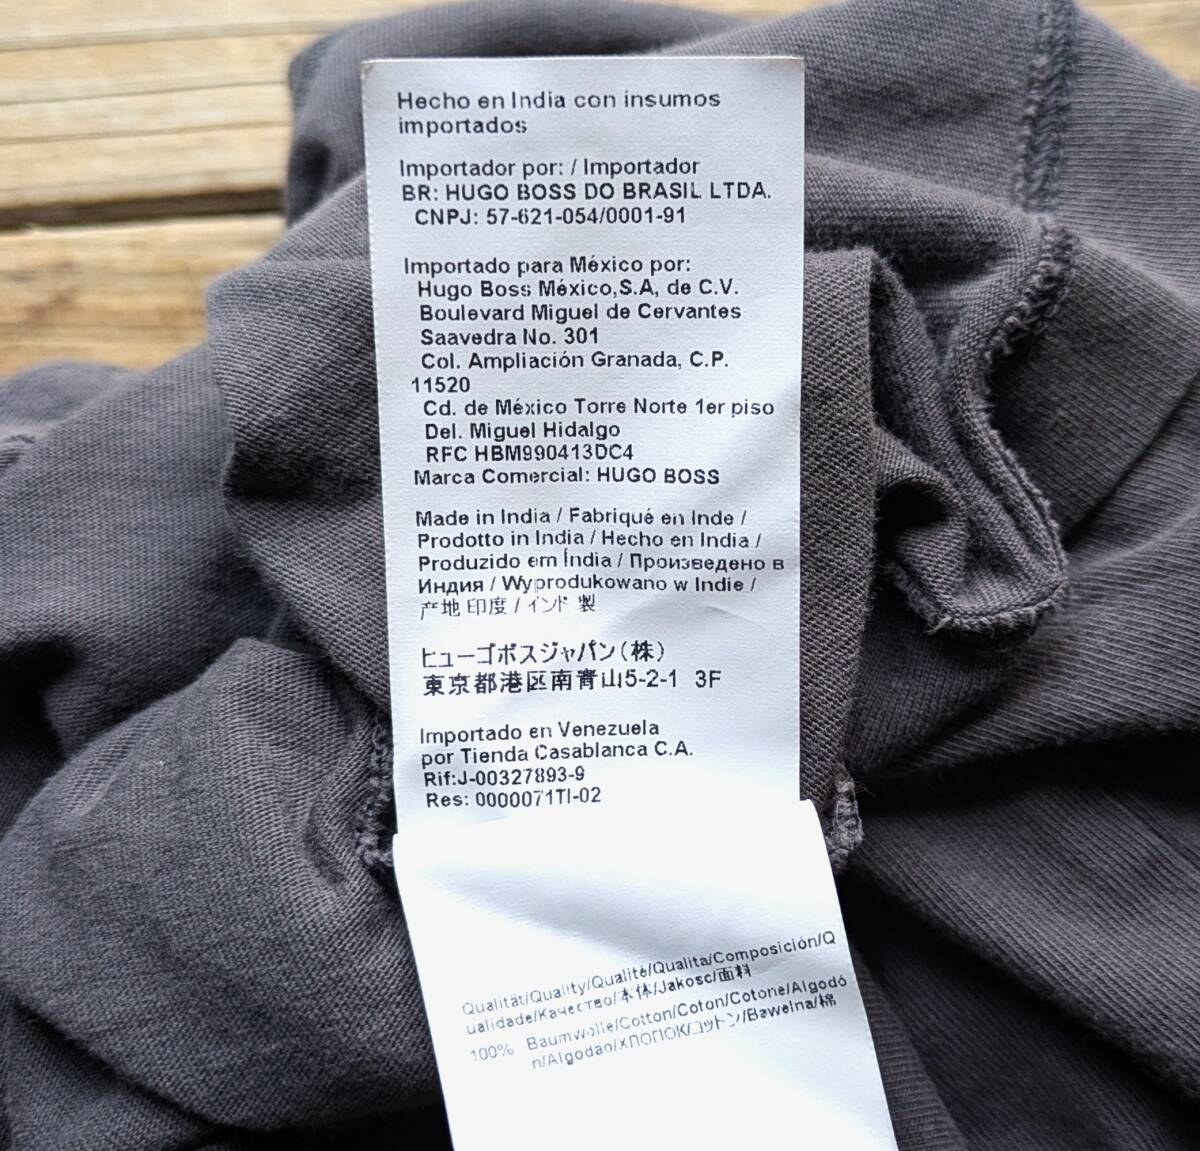 Hecho en India con insumos
importados
Importador por: / Importador
BR: HUGO BOSS DO BRASIL LTDA.
CNPJ: 57-621-054/0001-91
Importado para México por:
Hugo Boss México,S.A, de C.V.
Boulevard Miguel de Cervantes
Saavedra No. 301
Col. Ampliación Granada, C.P.
11520
Cd. de México Torre Norte 1er piso
Del. Miguel Hidalgo
RFC HBM990413DC4
Marca Comercial: HUGO BOSS
Made in India / Fabriqué en Inde /
Prodotto in India / Hecho en India /
Produzido em Índia / Произведено в
Индия / Wyprodukowano w Indie /
产地 印度 / インド 製
ヒューゴボスジャパン(株)
東京都港区南青山5-2-1 3F
Importado en Venezuela
por Tienda Casablanca C.A.
Rif:J-00327893-9
Res: 0000071TI-02
Qualität/Quality/Qualité/Qualita/Composición/Q
ualidade/Качество/本体/Jakosc/面料
100% Baumwolle/Cotton/Coton/Cotone/Algodó
n/Algodão/ХЛОПОК/コットン/Bawelna/棉